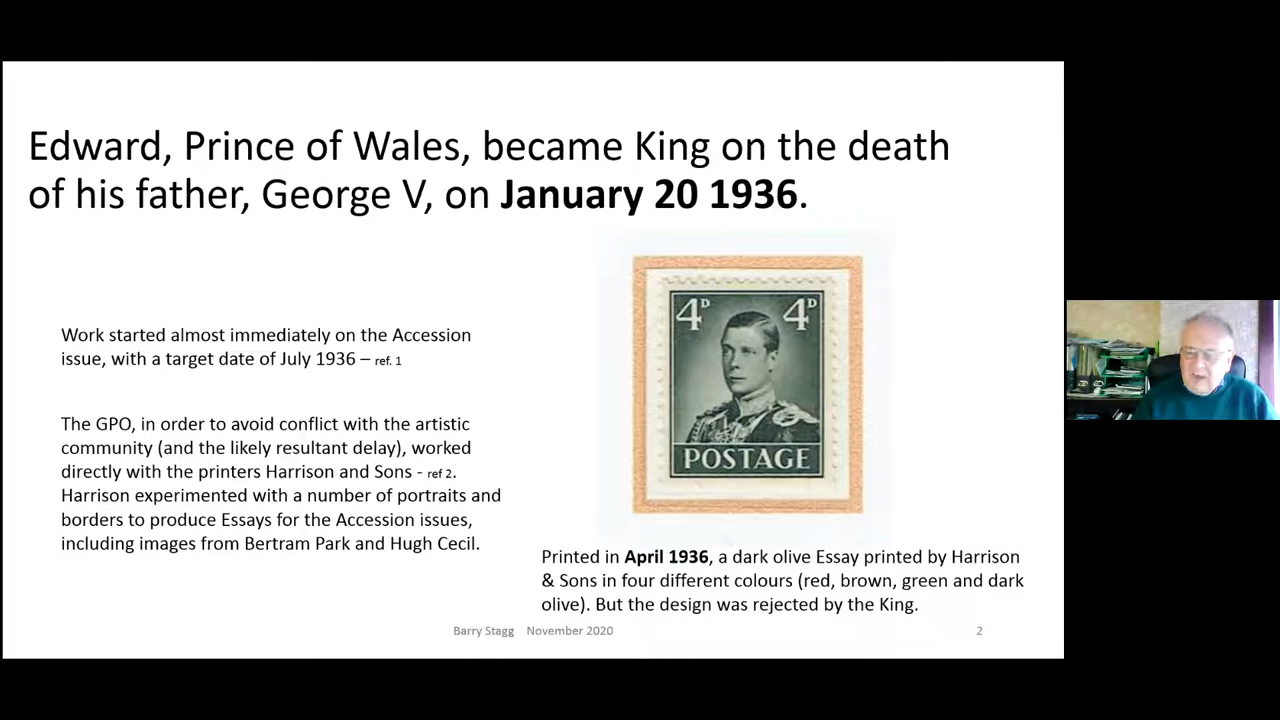 Edward, Prince of Wales, became King on the death
of his father, George V, on January 20 1936.
Work started almost immediately on the Accession
issue, with a target date of July 1936 – ref. 1
The GPO, in order to avoid conflict with the artistic
community (and the likely resultant delay), worked
directly with the printers Harrison and Sons - ref 2.
Harrison experimented with a number of portraits and
borders to produce Essays for the Accession issues,
including images from Bertram Park and Hugh Cecil.
4D 4D
POSTAGE
Printed in April 1936, a dark olive Essay printed by Harrison
& Sons in four different colours (red, brown, green and dark
olive). But the design was rejected by the King.
Barry Stagg November 2020
2